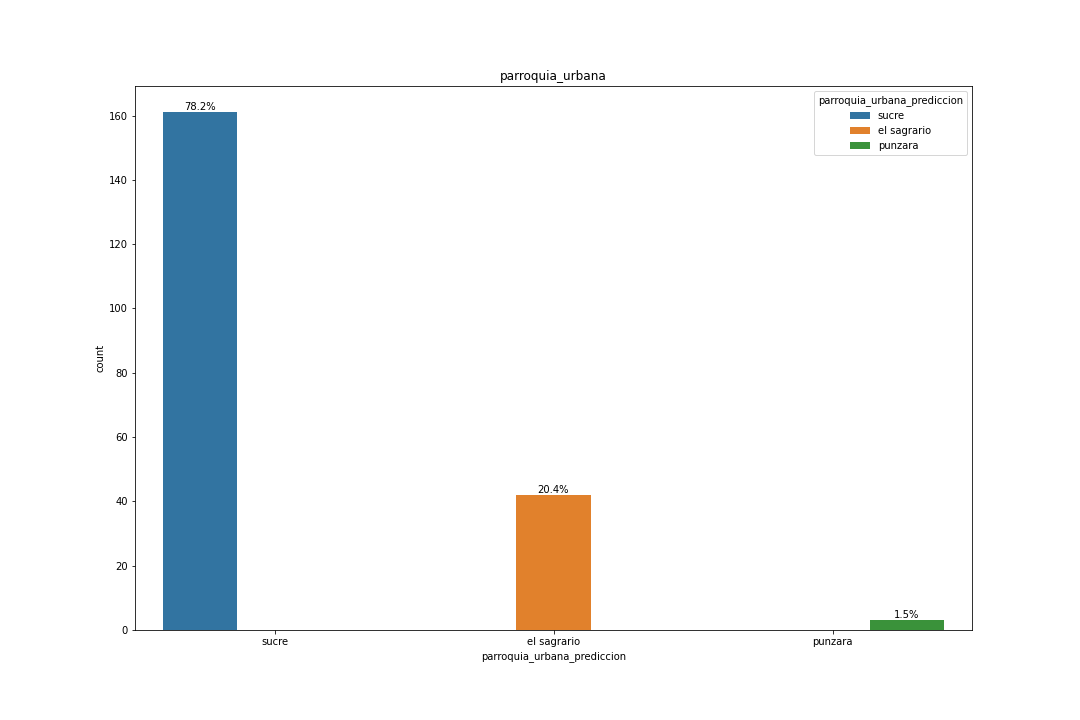 parroquia_urbana
78.2%
parroquia_urbana_prediccion
sucre
el sagrario
punzara
160
140
120
100
count
80
60
40
20.4%
20
1.5%
0
sucre el sagrario punzara
parroquia_urbana_prediccion